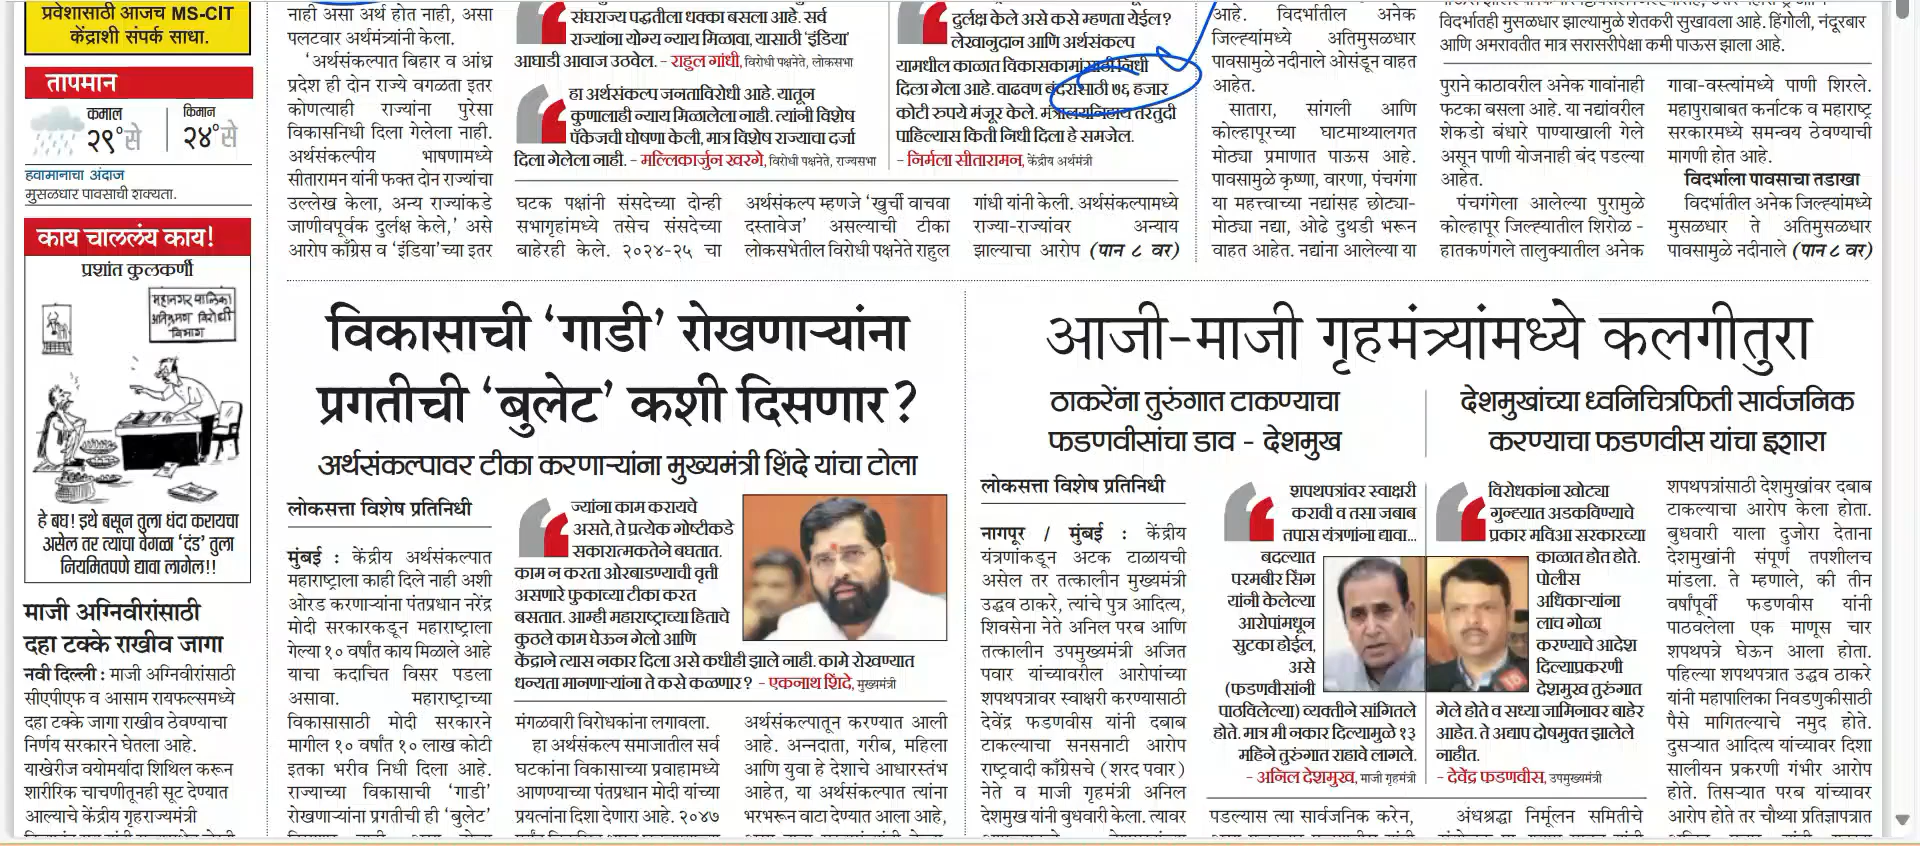 प्रवेशासाठी आजच MS-CIT
केंद्राशी संपर्क साधा.
तापमान
कमाल
२९°से
किमान
२४°से
हवामानाचा अंदाज
मुसळधार पावसाची शक्यता.
काय चाललंय काय!
प्रशांत कुलकर्णी
महानगरपालिका
अतिक्रमण विरोधी
विभाग
हे बघ! इथे बसून तुला धंदा करायचा
असेल तर त्याचा वेगळा 'दंड' तुला
नियमितपणे द्यावा लागेल!!
माजी अग्निवीरांसाठी
दहा टक्के राखीव जागा
नवी दिल्ली : माजी अग्निवीरांसाठी
सीएपीएफ व आसाम रायफल्समध्ये
दहा टक्के जागा राखीव ठेवण्याचा
निर्णय सरकारने घेतला आहे.
याखेरीज वयोमर्यादा शिथिल करून
शारीरिक चाचणीतूनही सूट देण्यात
आल्याचे केंद्रीय गृहराज्यमंत्री
नाही असा अर्थ होत नाही, असा
पलटवार अर्थमंत्र्यांनी केला.
'अर्थसंकल्पात बिहार व आंध्र
प्रदेश ही दोन राज्ये वगळता इतर
कोणत्याही राज्यांना पुरेसा
विकासनिधी दिला गेलेला नाही.
अर्थसंकल्पीय भाषणामध्ये
सीतारामन यांनी फक्त दोन राज्यांचा
उल्लेख केला, अन्य राज्यांकडे
जाणीवपूर्वक दुर्लक्ष केले,' असे
आरोप काँग्रेस व 'इंडिया'च्या इतर
संघराज्य पद्धतीला धक्का बसला आहे. सर्व
राज्यांना योग्य न्याय मिळावा, यासाठी 'इंडिया'
आघाडी आवाज उठवेल. – राहुल गांधी, विरोधी पक्षनेते, लोकसभा
हा अर्थसंकल्प जनताविरोधी आहे. यातून
कुणालाही न्याय मिळालेला नाही. त्यांनी विशेष
पॅकेजची घोषणा केली, मात्र विशेष राज्याचा दर्जा
दिला गेलेला नाही. – मल्लिकार्जुन खरगे, विरोधी पक्षनेते, राज्यसभा
दुर्लक्ष केले असे कसे म्हणता येईल?
लेखानुदान आणि अर्थसंकल्प
यामधील काळात विकासकामांसाठी निधी
दिला गेला आहे. वाढवण बंदरासाठी ७६ हजार
कोटी रुपये मंजूर केले. मंत्रालयनिहाय तरतुदी
पाहिल्यास किती निधी दिला हे समजेल.
– निर्मला सीतारामन, केंद्रीय अर्थमंत्री
घटक पक्षांनी संसदेच्या दोन्ही
सभागृहांमध्ये तसेच संसदेच्या
बाहेरही केले. २०२४-२५ चा
अर्थसंकल्प म्हणजे 'खुर्ची वाचवा
दस्तावेज' असल्याची टीका
लोकसभेतील विरोधी पक्षनेते राहुल
गांधी यांनी केली. अर्थसंकल्पामध्ये
राज्या-राज्यांवर अन्याय
झाल्याचा आरोप (पान ८ वर)
आहे. विदर्भातील अनेक
जिल्ह्यांमध्ये अतिमुसळधार
पावसामुळे नदीनाले ओसंडून वाहत
आहेत.
सातारा, सांगली आणि
कोल्हापूरच्या घाटमाथ्यालगत
मोठ्या प्रमाणात पाऊस आहे.
पावसामुळे कृष्णा, वारणा, पंचगंगा
या महत्त्वाच्या नद्यांसह छोट्या-
मोठ्या नद्या, ओढे दुथडी भरून
वाहत आहेत. नद्यांना आलेल्या या
विदर्भातही मुसळधार झाल्यामुळे शेतकरी सुखावला आहे. हिंगोली, नंदूरबार
आणि अमरावतीत मात्र सरासरीपेक्षा कमी पाऊस झाला आहे.
पुराने काठावरील अनेक गावांनाही
फटका बसला आहे. या नद्यांवरील
शेकडो बंधारे पाण्याखाली गेले
असून पाणी योजनाही बंद पडल्या
आहेत.
पंचगंगेला आलेल्या पुरामुळे
कोल्हापूर जिल्ह्यातील शिरोळ -
हातकणंगले तालुक्यातील अनेक
गावा-वस्त्यांमध्ये पाणी शिरले.
महापुराबाबत कर्नाटक व महाराष्ट्र
सरकारमध्ये समन्वय ठेवण्याची
मागणी होत आहे.
विदर्भाला पावसाचा तडाखा
विदर्भातील अनेक जिल्ह्यांमध्ये
मुसळधार ते अतिमुसळधार
पावसामुळे नदीनाले (पान ८ वर)
विकासाची 'गाडी' रोखणाऱ्यांना
प्रगतीची 'बुलेट' कशी दिसणार?
अर्थसंकल्पावर टीका करणाऱ्यांना मुख्यमंत्री शिंदे यांचा टोला
लोकसत्ता विशेष प्रतिनिधी
मुंबई : केंद्रीय अर्थसंकल्पात
महाराष्ट्राला काही दिले नाही अशी
ओरड करणाऱ्यांना पंतप्रधान नरेंद्र
मोदी सरकारकडून महाराष्ट्राला
गेल्या १० वर्षांत काय मिळाले आहे
याचा कदाचित विसर पडला
असावा. महाराष्ट्राच्या
विकासासाठी मोदी सरकारने
मागील १० वर्षांत १० लाख कोटी
इतका भरीव निधी दिला आहे.
राज्याच्या विकासाची 'गाडी'
रोखणाऱ्यांना प्रगतीची ही 'बुलेट'
ज्यांना काम करायचे
असते, ते प्रत्येक गोष्टीकडे
सकारात्मकतेने बघतात.
काम न करता ओरबाडण्याची वृत्ती
असणारे फुकाच्या टीका करत
बसतात. आम्ही महाराष्ट्राच्या हिताचे
कुठले काम घेऊन गेलो आणि
केंद्राने त्यास नकार दिला असे कधीही झाले नाही. कामे रोखण्यात
धन्यता मानणाऱ्यांना ते कसे कळणार? – एकनाथ शिंदे, मुख्यमंत्री
मंगळवारी विरोधकांना लगावला.
हा अर्थसंकल्प समाजातील सर्व
घटकांना विकासाच्या प्रवाहामध्ये
आणण्याच्या पंतप्रधान मोदी यांच्या
प्रयत्नांना दिशा देणारा आहे. २०४७
अर्थसंकल्पातून करण्यात आली
आहे. अन्नदाता, गरीब, महिला
आणि युवा हे देशाचे आधारस्तंभ
आहेत, या अर्थसंकल्पात त्यांना
भरभरून वाटा देण्यात आला आहे,
आजी-माजी गृहमंत्र्यांमध्ये कलगीतुरा
ठाकरेंना तुरुंगात टाकण्याचा
फडणवीसांचा डाव – देशमुख
देशमुखांच्या ध्वनिचित्रफिती सार्वजनिक
करण्याचा फडणवीस यांचा इशारा
लोकसत्ता विशेष प्रतिनिधी
नागपूर / मुंबई : केंद्रीय
यंत्रणांकडून अटक टाळायची
असेल तर तत्कालीन मुख्यमंत्री
उद्धव ठाकरे, त्यांचे पुत्र आदित्य,
शिवसेना नेते अनिल परब आणि
तत्कालीन उपमुख्यमंत्री अजित
पवार यांच्यावरील आरोपांच्या
शपथपत्रावर स्वाक्षरी करण्यासाठी
देवेंद्र फडणवीस यांनी दबाव
टाकल्याचा सनसनाटी आरोप
राष्ट्रवादी काँग्रेसचे (शरद पवार)
नेते व माजी गृहमंत्री अनिल
देशमुख यांनी बुधवारी केला. त्यावर
शपथपत्रांवर स्वाक्षरी
करावी व तसा जबाब
तपास यंत्रणांना द्यावा...
बदल्यात
परमबीर सिंग
यांनी केलेल्या
आरोपांमधून
सुटका होईल,
असे
(फडणवीसांनी
पाठविलेल्या) व्यक्तीने सांगितले
होते. मात्र मी नकार दिल्यामुळे १३
महिने तुरुंगात राहावे लागले.
– अनिल देशमुख, माजी गृहमंत्री
विरोधकांना खोट्या
गुन्ह्यात अडकविण्याचे
प्रकार मविआ सरकारच्या
काळात होत होते.
पोलीस
अधिकाऱ्यांना
लाच गोळा
करण्याचे आदेश
दिल्याप्रकरणी
देशमुख तुरुंगात
गेले होते व सध्या जामिनावर बाहेर
आहेत. ते अद्याप दोषमुक्त झालेले
नाहीत.
– देवेंद्र फडणवीस, उपमुख्यमंत्री
पडल्यास त्या सार्वजनिक करेन,
अंधश्रद्धा निर्मूलन समितीचे
शपथपत्रांसाठी देशमुखांवर दबाव
टाकल्याचा आरोप केला होता.
बुधवारी याला दुजोरा देताना
देशमुखांनी संपूर्ण तपशीलच
मांडला. ते म्हणाले, की तीन
वर्षांपूर्वी फडणवीस यांनी
पाठवलेला एक माणूस चार
शपथपत्रे घेऊन आला होता.
पहिल्या शपथपत्रात उद्धव ठाकरे
यांनी महापालिका निवडणुकीसाठी
पैसे मागितल्याचे नमुद होते.
दुसऱ्यात आदित्य यांच्यावर दिशा
सालीयन प्रकरणी गंभीर आरोप
होते. तिसऱ्यात परब यांच्यावर
आरोप होते तर चौथ्या प्रतिज्ञापत्रात